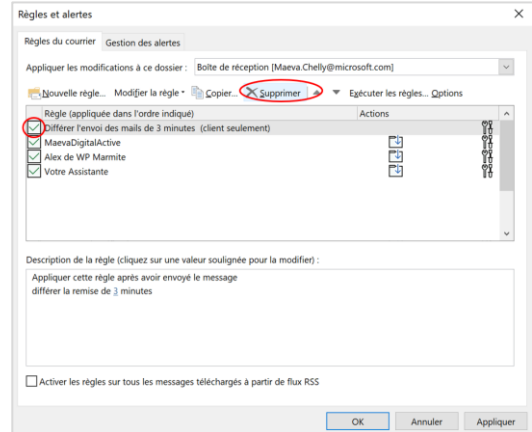 Règles et alertes
Règles du courrier Gestion des alertes
Appliquer les modifications à ce dossier : Boîte de réception [Maeva.Chelly@microsoft.com]
Nouvelle règle... Modifier la règle Copier... Supprimer Exécuter les règles... Options
Règle (appliquée dans l'ordre indiqué) Actions
Différer l'envoi des mails de 3 minutes (client seulement)
MaevaDigitalActive
Alex de WP Marmite
Votre Assistante
Description de la règle (cliquez sur une valeur soulignée pour la modifier) :
Appliquer cette règle après avoir envoyé le message
différer la remise de 3 minutes
Activer les règles sur tous les messages téléchargés à partir de flux RSS
OK Annuler Appliquer